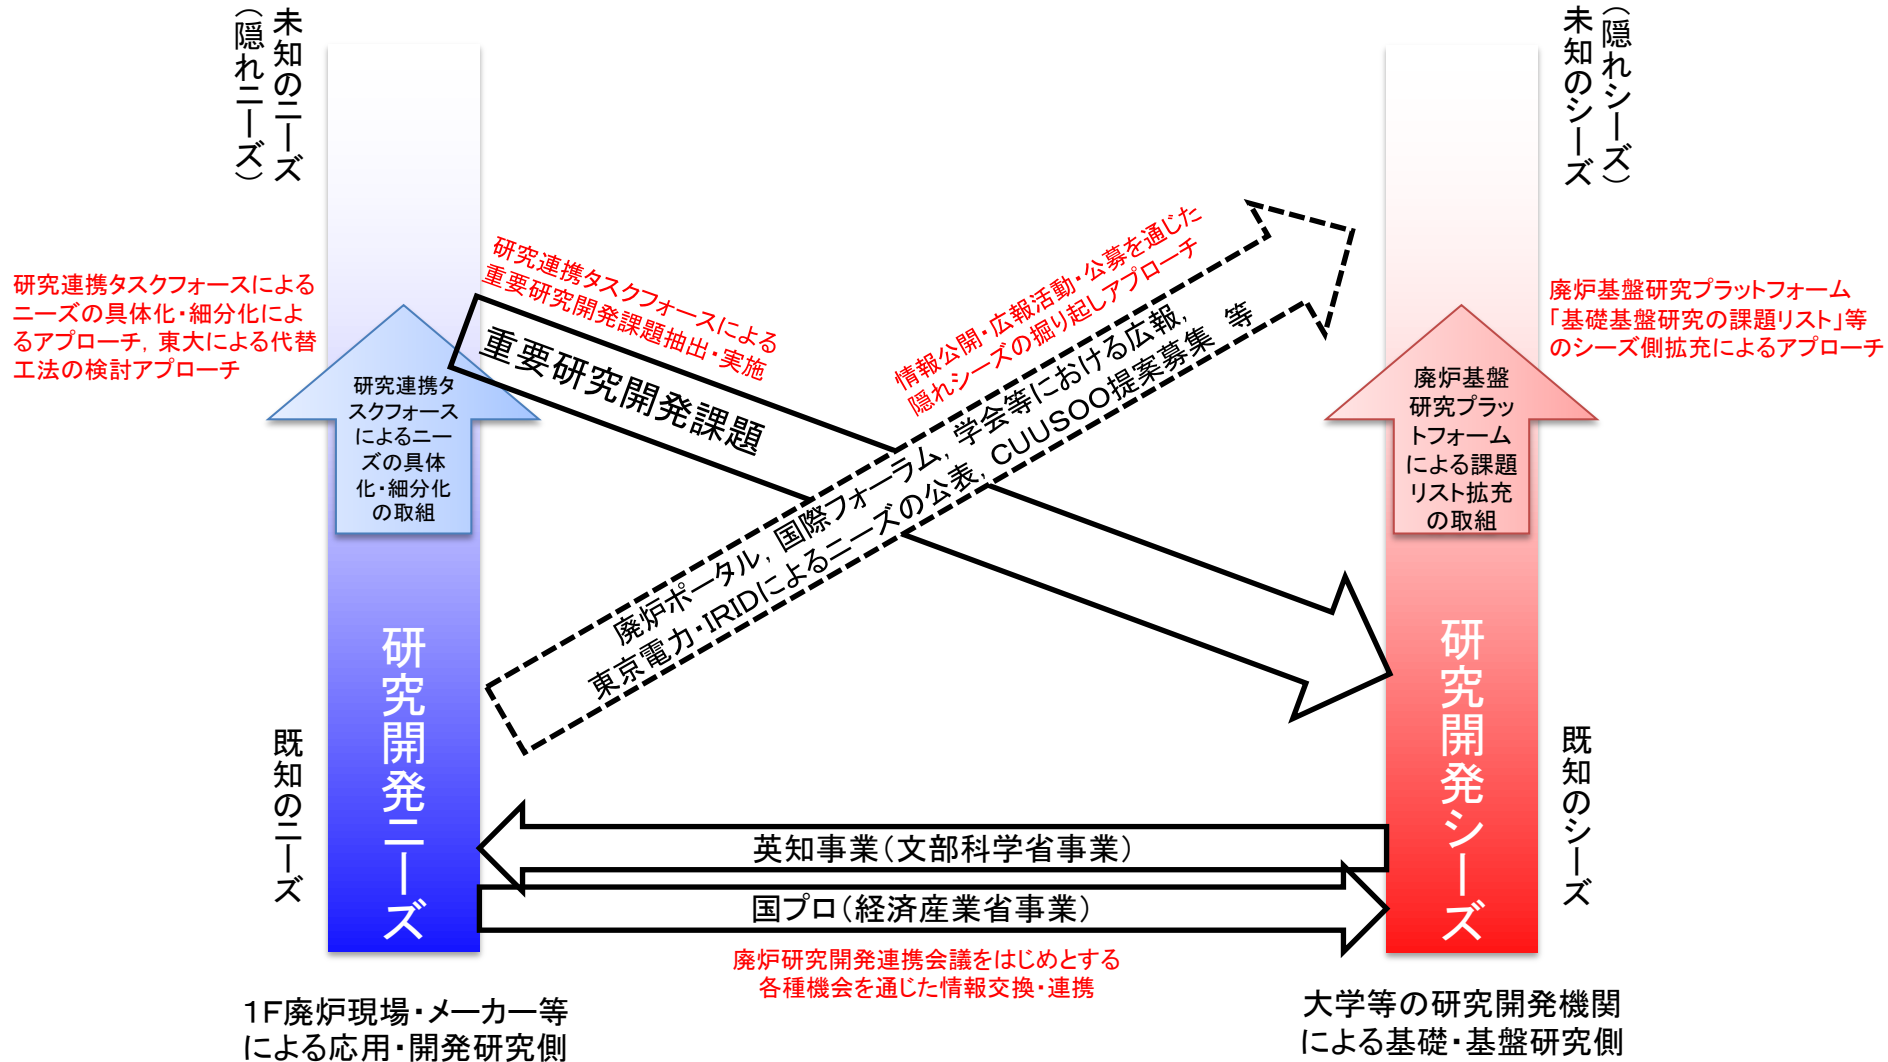 未知のニーズ
（隠れニーズ）
（隠れシーズ）
未知のシーズ
研究連携タスクフォースによる
ニーズの具体化・細分化によ
るアプローチ, 東大による代替
工法の検討アプローチ
研究連携タ
スクフォース
によるニー
ズの具体
化・細分化
の取組
研究連携タスクフォースによる
重要研究開発課題抽出・実施
重要研究開発課題
情報公開・広報活動・公募を通じた
隠れシーズの掘り起しアプローチ
廃炉ポータル, 国際フォーラム, 学会等における広報,
東京電力・IRIDによるニーズの公表, CUUSOO提案募集　等
廃炉基盤研究プラットフォーム
「基礎基盤研究の課題リスト」等
のシーズ側拡充によるアプローチ
廃炉基盤
研究プラッ
トフォーム
による課題
リスト拡充
の取組
研究開発ニーズ
既知のニーズ
研究開発シーズ
既知のシーズ
英知事業（文部科学省事業）
国プロ（経済産業省事業）
廃炉研究開発連携会議をはじめとする
各種機会を通じた情報交換・連携
1F廃炉現場・メーカー等
による応用・開発研究側
大学等の研究開発機関
による基礎・基盤研究側